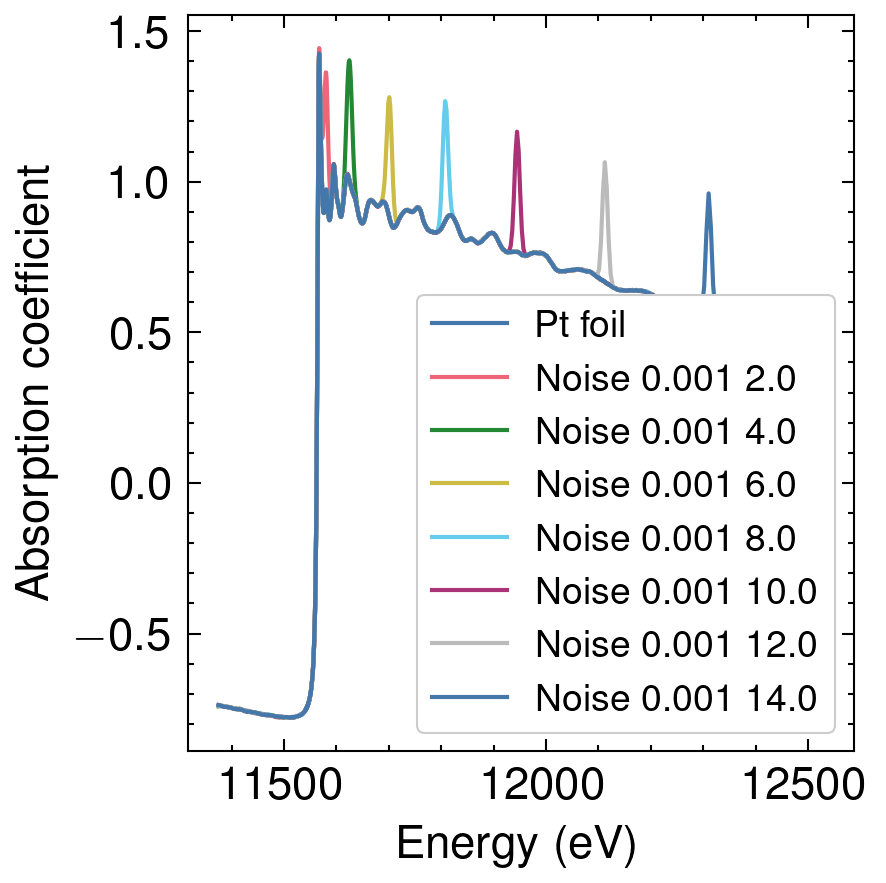 1.5
1.0
0.5
0.0
−0.5
Absorption coefficient
Pt foil
Noise 0.001 2.0
Noise 0.001 4.0
Noise 0.001 6.0
Noise 0.001 8.0
Noise 0.001 10.0
Noise 0.001 12.0
Noise 0.001 14.0
11500 12000 12500
Energy (eV)